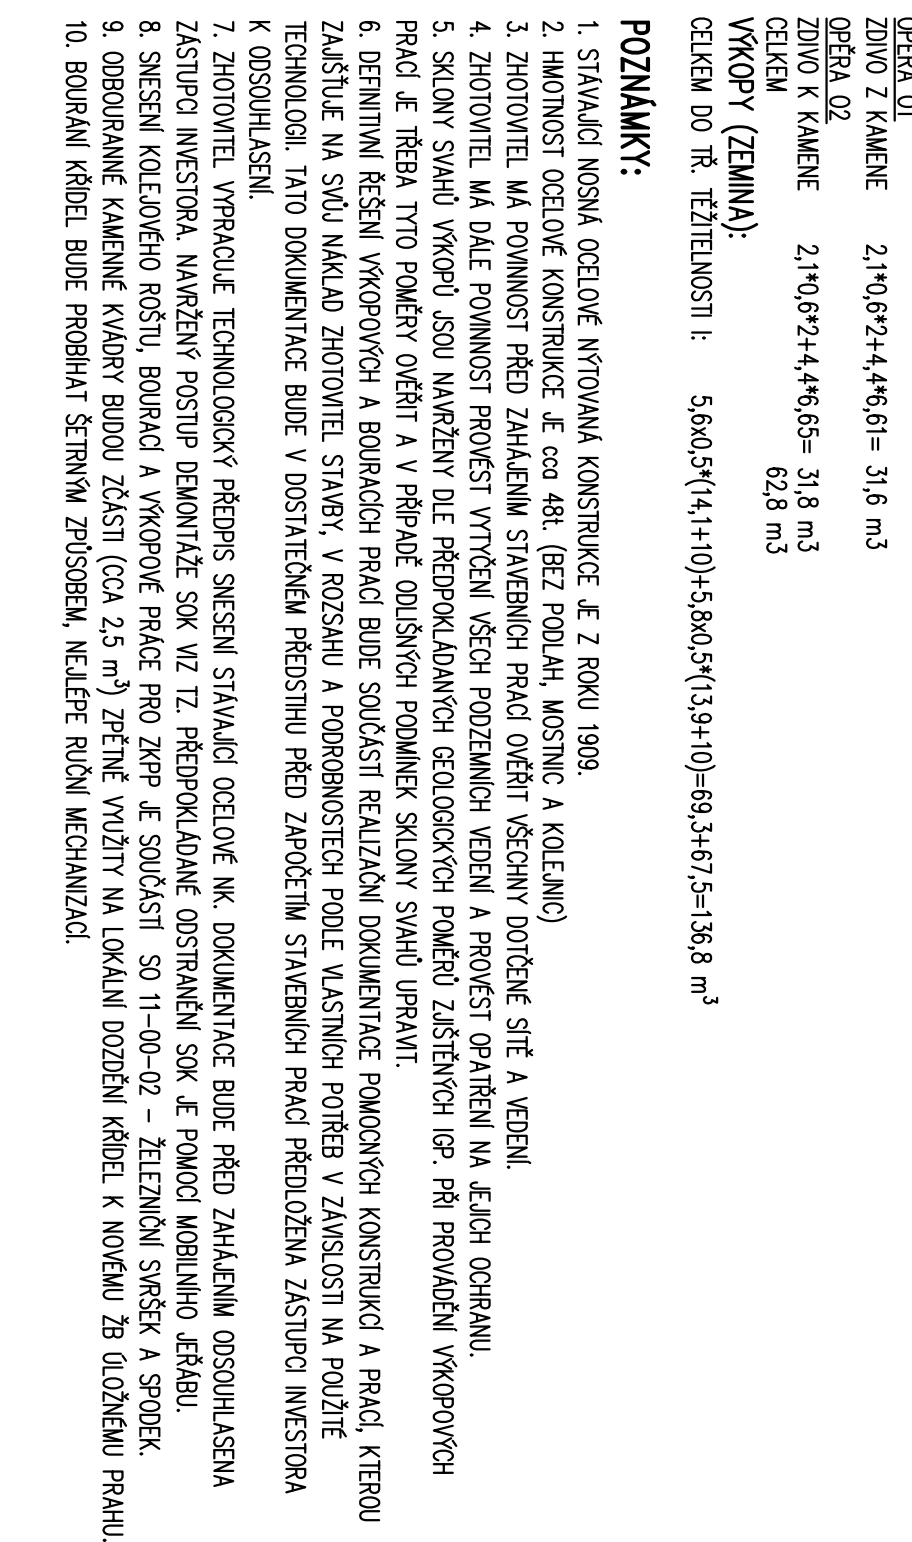 OPĚRA 01
ZDIVO Z KAMENE 2,1*0,6*2+4,4*6,61= 31,6 m3
OPĚRA 02
ZDIVO K KAMENE 2,1*0,6*2+4,4*6,65= 31,8 m3
CELKEM 62,8 m3
VÝKOPY (ZEMINA):
CELKEM DO TŘ. TĚŽITELNOSTI I: 5,6x0,5*(14,1+10)+5,8x0,5*(13,9+10)=69,3+67,5=136,8 m³
POZNÁMKY:
1. STÁVAJÍCÍ NOSNÁ OCELOVÉ NÝTOVANÁ KONSTRUKCE JE Z ROKU 1909.
2. HMOTNOST OCELOVÉ KONSTRUKCE JE cca 48t. (BEZ PODLAH, MOSTNIC A KOLEJNIC)
3. ZHOTOVITEL MÁ POVINNOST PŘED ZAHÁJENÍM STAVEBNÍCH PRACÍ OVĚŘIT VŠECHNY DOTČENÉ SÍTĚ A VEDENÍ.
4. ZHOTOVITEL MÁ DÁLE POVINNOST PROVÉST VYTYČENÍ VŠECH PODZEMNÍCH VEDENÍ A PROVÉST OPATŘENÍ NA JEJICH OCHRANU.
5. SKLONY SVAHŮ VÝKOPŮ JSOU NAVRŽENY DLE PŘEDPOKLÁDANÝCH GEOLOGICKÝCH POMĚRŮ ZJIŠTĚNÝCH IGP. PŘI PROVÁDĚNÍ VÝKOPOVÝCH
PRACÍ JE TŘEBA TYTO POMĚRY OVĚŘIT A V PŘÍPADĚ ODLIŠNÝCH PODMÍNEK SKLONY SVAHŮ UPRAVIT.
6. DEFINITIVNÍ ŘEŠENÍ VÝKOPOVÝCH A BOURACÍCH PRACÍ BUDE SOUČÁSTÍ REALIZAČNÍ DOKUMENTACE POMOCNÝCH KONSTRUKCÍ A PRACÍ, KTEROU
ZAJIŠŤUJE NA SVŮJ NÁKLAD ZHOTOVITEL STAVBY, V ROZSAHU A PODROBNOSTECH PODLE VLASTNÍCH POTŘEB V ZÁVISLOSTI NA POUŽITÉ
TECHNOLOGII. TATO DOKUMENTACE BUDE V DOSTATEČNÉM PŘEDSTIHU PŘED ZAPOČETÍM STAVEBNÍCH PRACÍ PŘEDLOŽENA ZÁSTUPCI INVESTORA
K ODSOUHLASENÍ.
7. ZHOTOVITEL VYPRACUJE TECHNOLOGICKÝ PŘEDPIS SNESENÍ STÁVAJÍCÍ OCELOVÉ NK. DOKUMENTACE BUDE PŘED ZAHÁJENÍM ODSOUHLASENA
ZÁSTUPCI INVESTORA. NAVRŽENÝ POSTUP DEMONTÁŽE SOK VIZ TZ. PŘEDPOKLÁDANÉ ODSTRANĚNÍ SOK JE POMOCÍ MOBILNÍHO JEŘÁBU.
8. SNESENÍ KOLEJOVÉHO ROŠTU, BOURACÍ A VÝKOPOVÉ PRÁCE PRO ZKPP JE SOUČÁSTÍ SO 11-00-02 - ŽELEZNIČNÍ SVRŠEK A SPODEK.
9. ODBOURANNÉ KAMENNÉ KVÁDRY BUDOU ZČÁSTI (CCA 2,5 m³) ZPĚTNĚ VYUŽITY NA LOKÁLNÍ DOZDĚNÍ KŘÍDEL K NOVÉMU ŽB ÚLOŽNÉMU PRAHU.
10. BOURÁNÍ KŘÍDEL BUDE PROBÍHAT ŠETRNÝM ZPŮSOBEM, NEJLÉPE RUČNÍ MECHANIZACÍ.